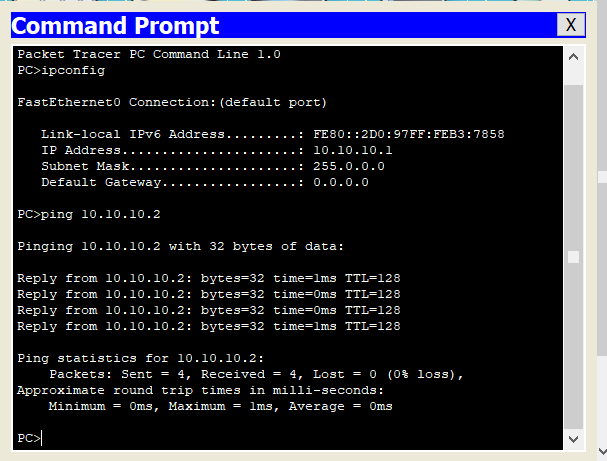 Command Prompt
X
Packet Tracer PC Command Line 1.0
PC>ipconfig
FastEthernet0 Connection:(default port)
Link-local IPv6 Address.........: FE80::2D0:97FF:FEB3:7858
IP Address......................: 10.10.10.1
Subnet Mask.....................: 255.0.0.0
Default Gateway.................: 0.0.0.0
PC>ping 10.10.10.2
Pinging 10.10.10.2 with 32 bytes of data:
Reply from 10.10.10.2: bytes=32 time=1ms TTL=128
Reply from 10.10.10.2: bytes=32 time=0ms TTL=128
Reply from 10.10.10.2: bytes=32 time=0ms TTL=128
Reply from 10.10.10.2: bytes=32 time=1ms TTL=128
Ping statistics for 10.10.10.2:
Packets: Sent = 4, Received = 4, Lost = 0 (0% loss),
Approximate round trip times in milli-seconds:
Minimum = 0ms, Maximum = 1ms, Average = 0ms
PC>